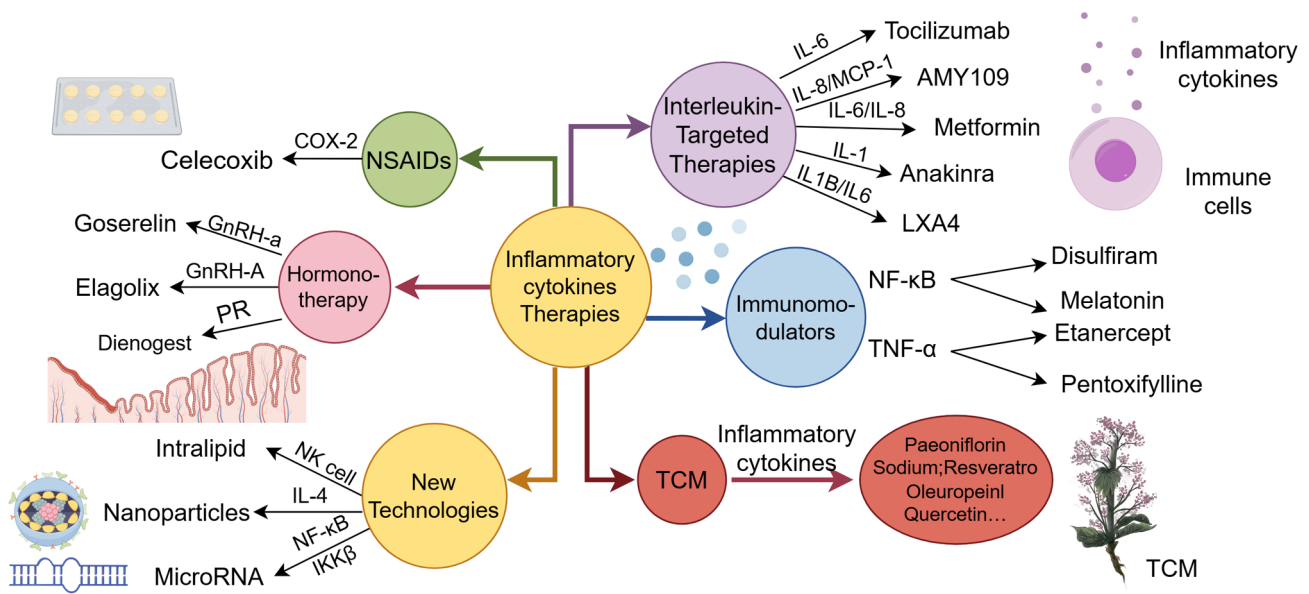 Inflammatory
cytokines
Therapies
NSAIDs
COX-2
Celecoxib
Hormono-
therapy
GnRH-a
Goserelin
GnRH-A
Elagolix
PR
Dienogest
New
Technologies
NK cell
Intralipid
IL-4
Nanoparticles
NF-κB
IKKβ
MicroRNA
Interleukin-
Targeted
Therapies
IL-6
Tocilizumab
IL-8/MCP-1
AMY109
IL-6/IL-8
Metformin
IL-1
Anakinra
IL1B/IL6
LXA4
Inflammatory
cytokines
Immune
cells
Immunomo-
dulators
NF-κB
Disulfiram
Melatonin
TNF-α
Etanercept
Pentoxifylline
TCM
Inflammatory
cytokines
Paeoniflorin
Sodium;Resveratro
Oleuropeinl
Quercetin…
TCM